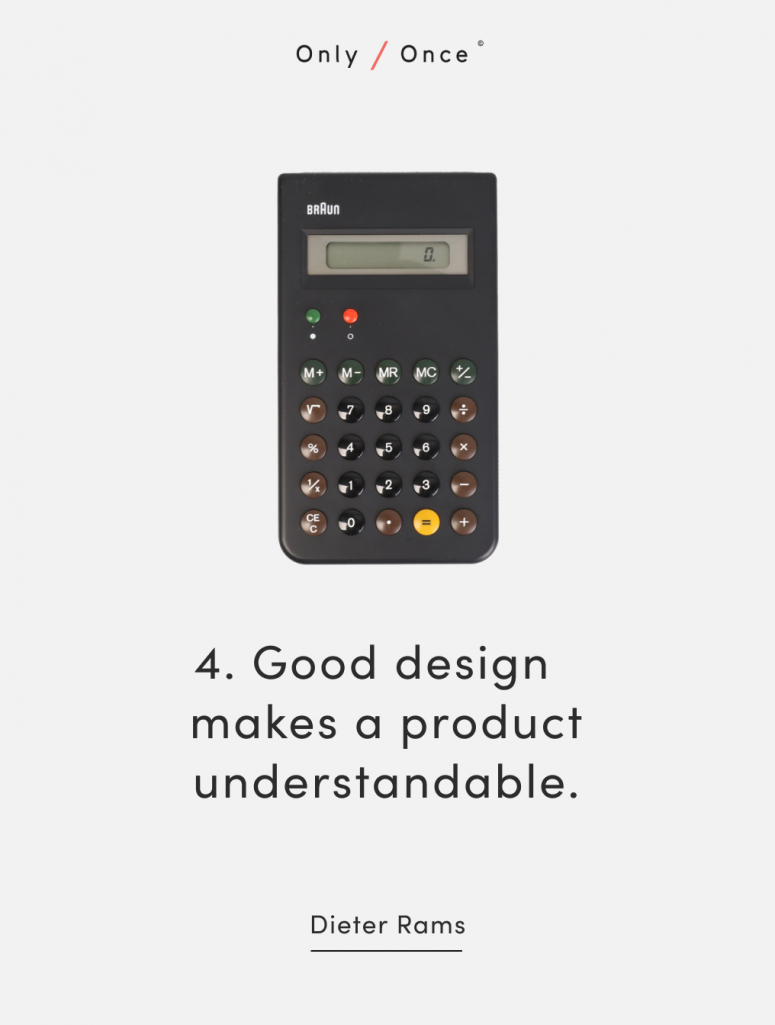 Only / Once ©
BRAUN
0.
M+ M− MR MC +/−
√ 7 8 9 ÷
% 4 5 6 ×
1/x 1 2 3 −
CE C 0 · = +
4. Good design
makes a product
understandable.
Dieter Rams